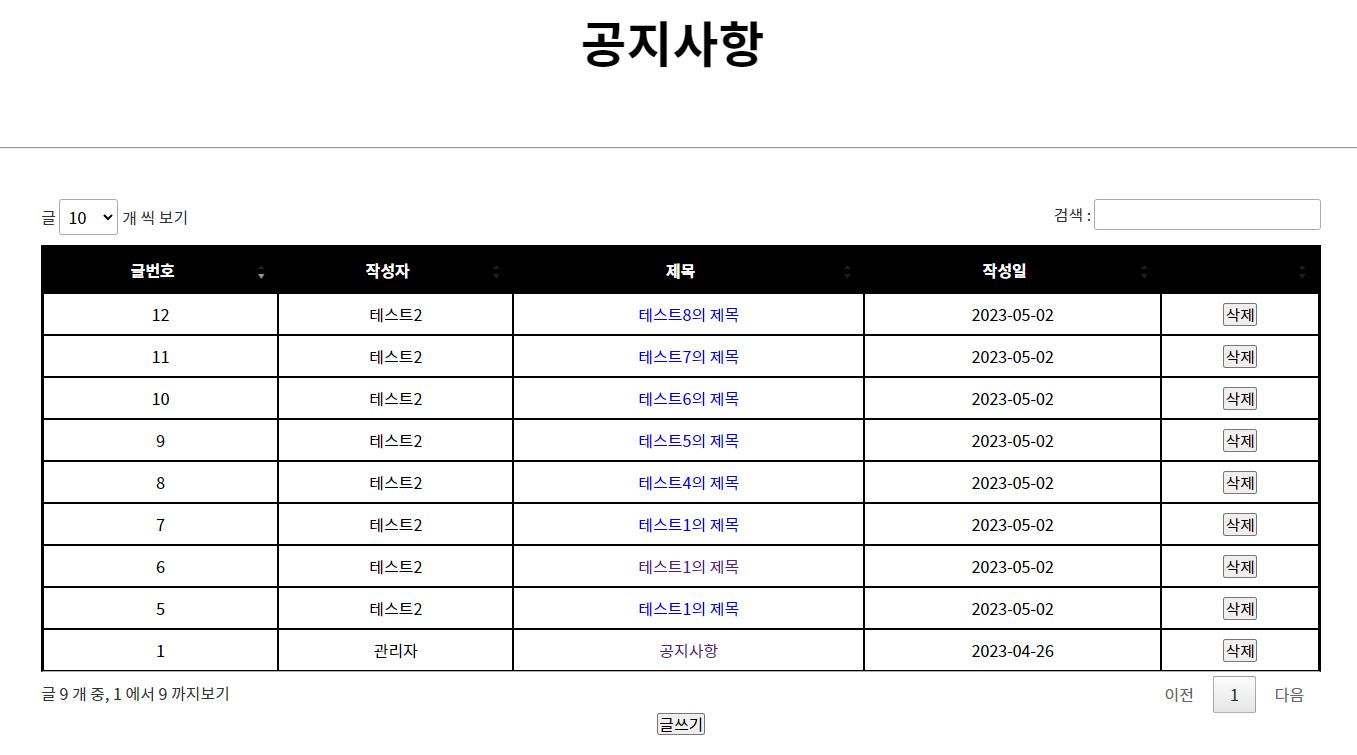 공지사항
글 10 개 씩 보기 검색 :
글번호 작성자 제목 작성일
12 테스트2 테스트8의 제목 2023-05-02 삭제
11 테스트2 테스트7의 제목 2023-05-02 삭제
10 테스트2 테스트6의 제목 2023-05-02 삭제
9 테스트2 테스트5의 제목 2023-05-02 삭제
8 테스트2 테스트4의 제목 2023-05-02 삭제
7 테스트2 테스트1의 제목 2023-05-02 삭제
6 테스트2 테스트1의 제목 2023-05-02 삭제
5 테스트2 테스트1의 제목 2023-05-02 삭제
1 관리자 공지사항 2023-04-26 삭제
글 9 개 중, 1 에서 9 까지보기 이전 1 다음
글쓰기